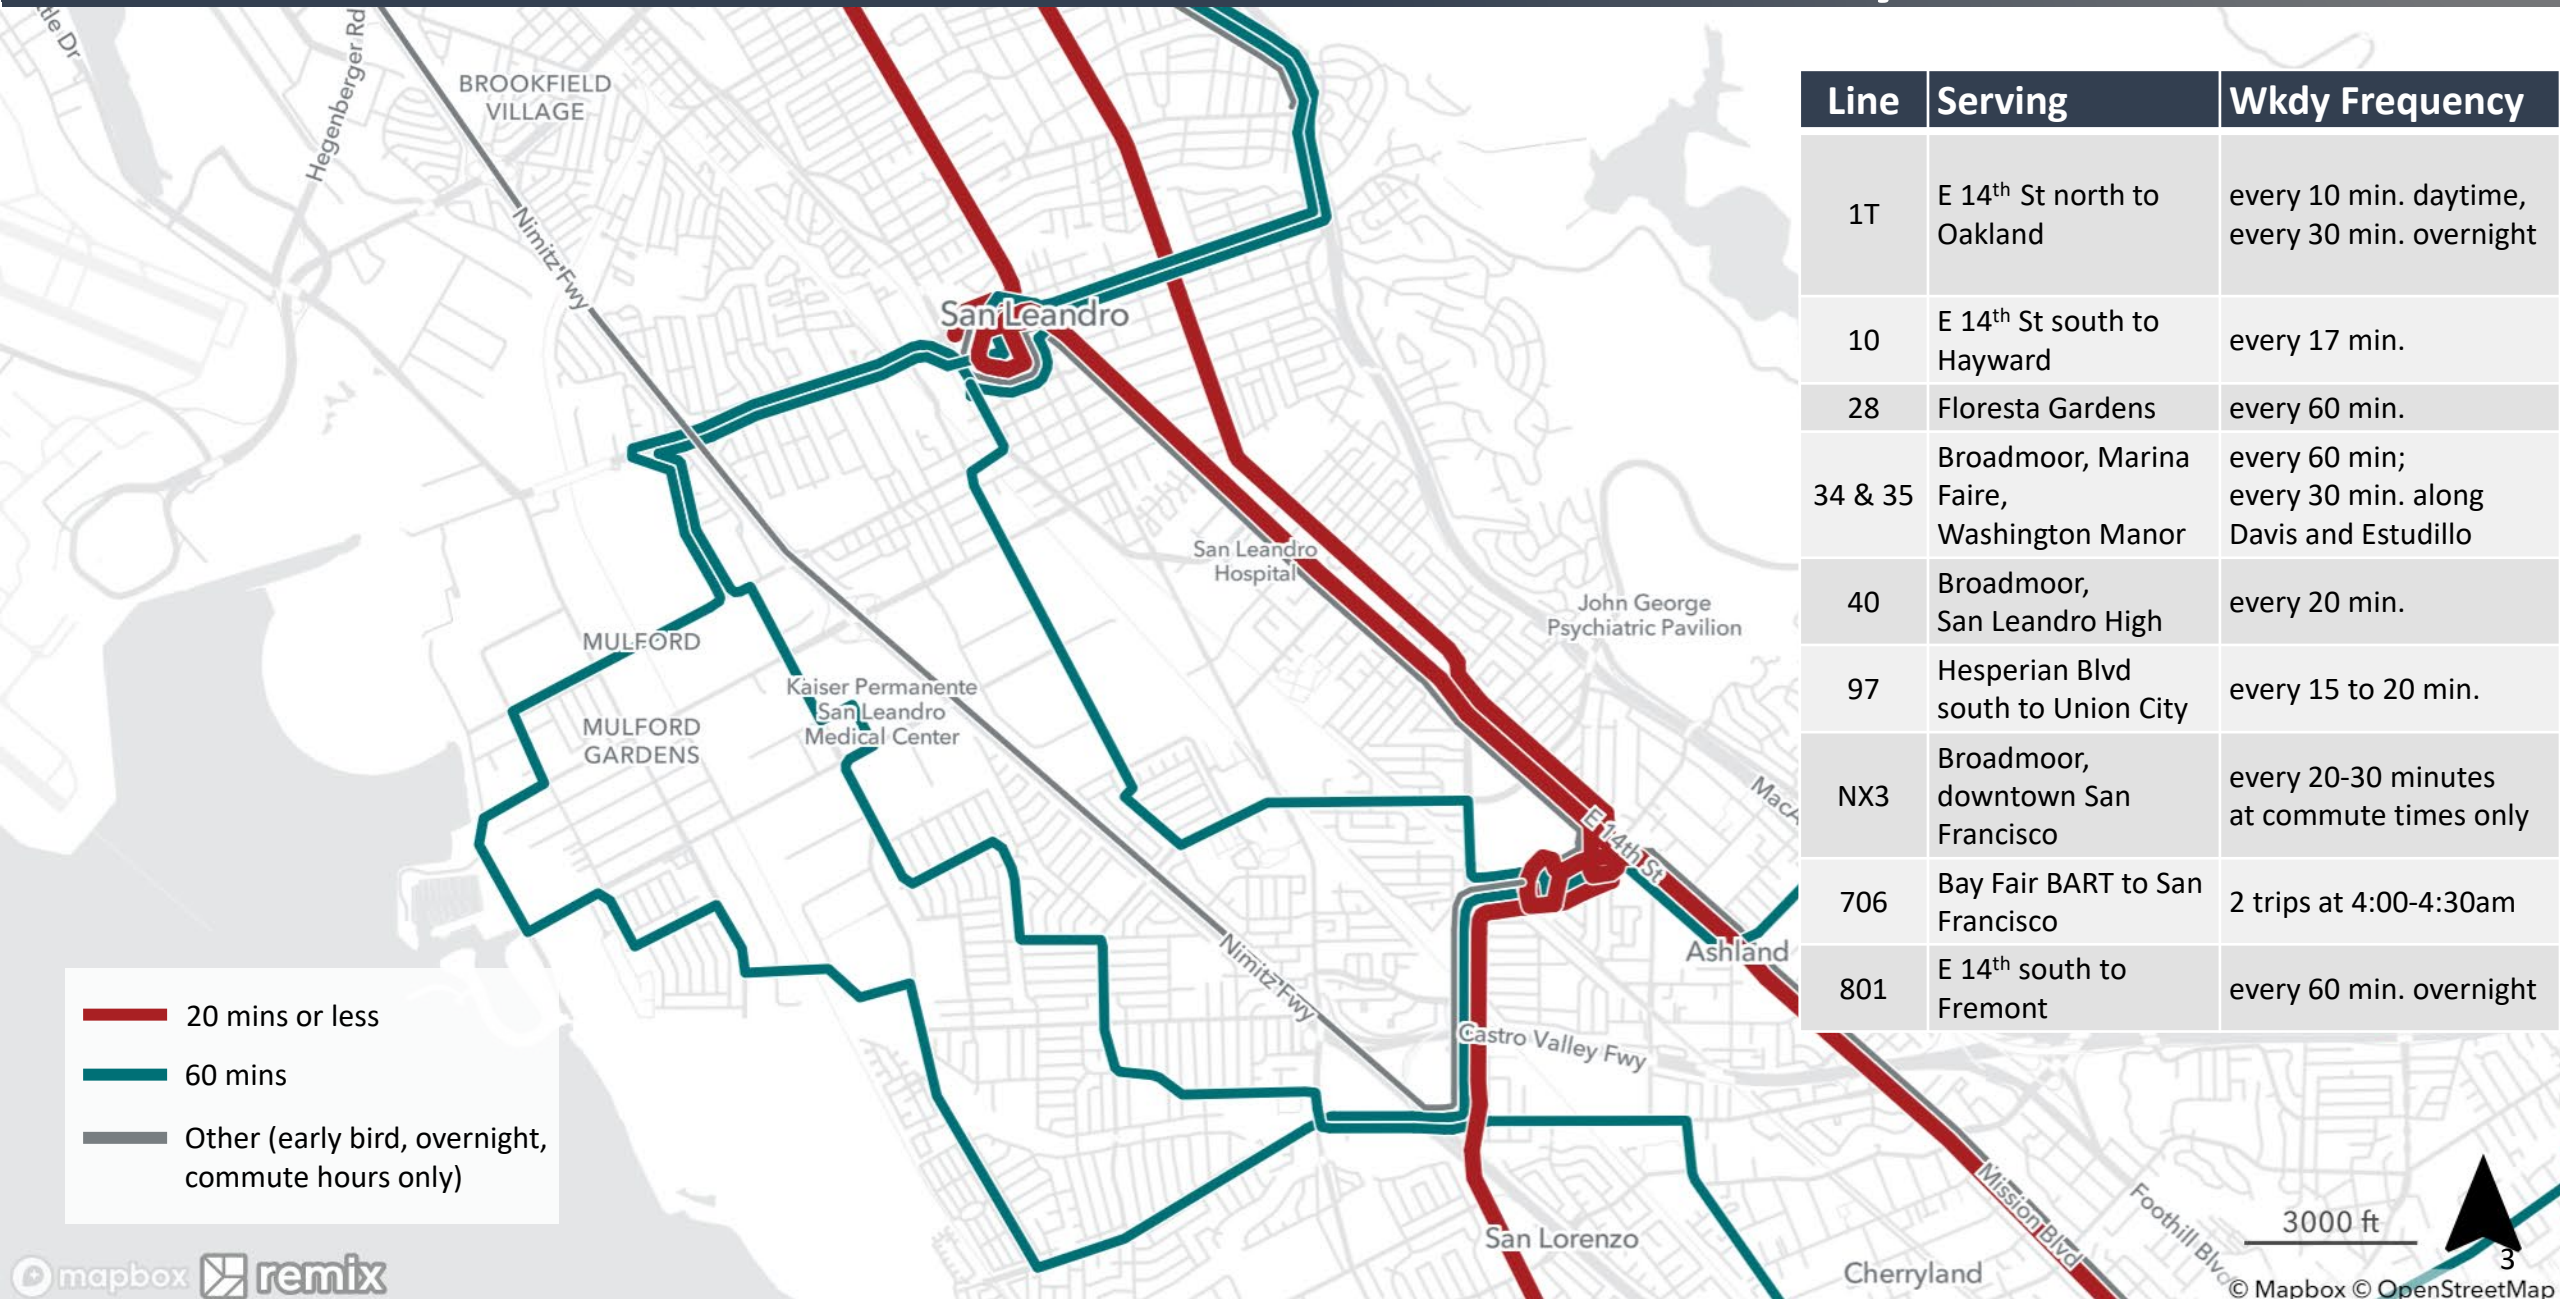 ttle Dr
Hegenberger Rd
BROOKFIELD
VILLAGE
Nimitz Fwy
San Leandro
San Leandro
Hospital
John George
Psychiatric Pavilion
MULFORD
Kaiser Permanente
San Leandro
Medical Center
MULFORD
GARDENS
MacA
E 14th St
Ashland
Nimitz Fwy
Castro Valley Fwy
San Lorenzo
Mission Blvd
Foothill Blvd
Cherryland
Line Serving Wkdy Frequency
1T E 14th St north to every 10 min. daytime,
Oakland every 30 min. overnight
10 E 14th St south to every 17 min.
Hayward
28 Floresta Gardens every 60 min.
Broadmoor, Marina every 60 min;
34 & 35 Faire, every 30 min. along
Washington Manor Davis and Estudillo
40 Broadmoor, every 20 min.
San Leandro High
97 Hesperian Blvd every 15 to 20 min.
south to Union City
Broadmoor, every 20-30 minutes
NX3 downtown San at commute times only
Francisco
706 Bay Fair BART to San 2 trips at 4:00-4:30am
Francisco
801 E 14th south to every 60 min. overnight
Fremont
20 mins or less
60 mins
Other (early bird, overnight,
commute hours only)
mapbox remix
3000 ft
3
© Mapbox © OpenStreetMap